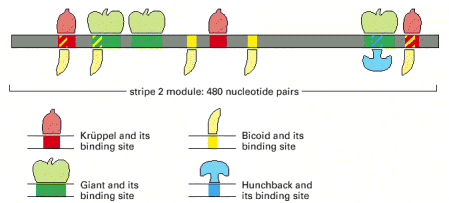 stripe 2 module: 480 nucleotide pairs
Krüppel and its
binding site
Bicoid and its
binding site
Giant and its
binding site
Hunchback and
its binding site